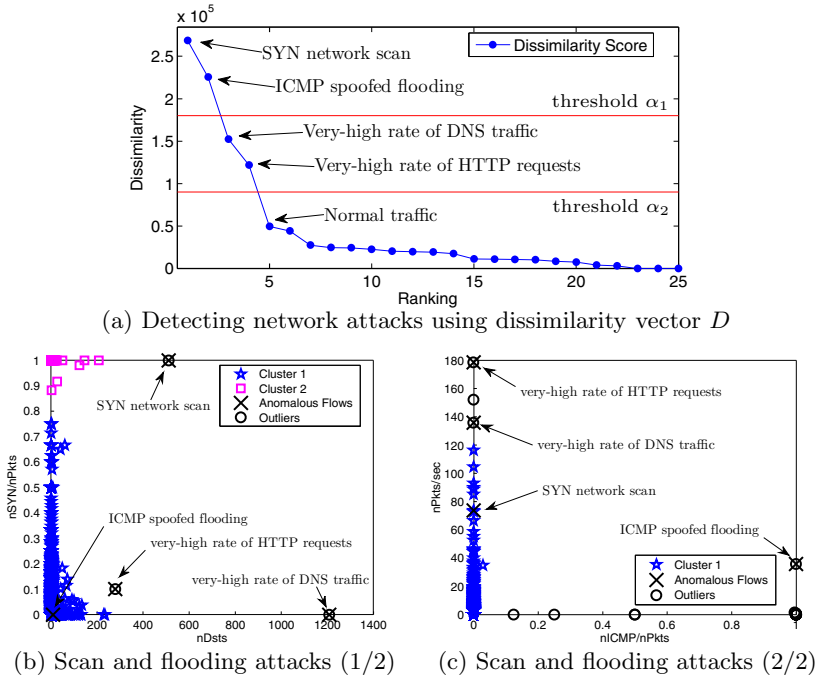 x 10⁵
Dissimilarity Score
SYN network scan
ICMP spoofed flooding
threshold α₁
Very-high rate of DNS traffic
Very-high rate of HTTP requests
threshold α₂
Normal traffic
2.5
2
1.5
1
0.5
0
Dissimilarity
5 10 15 20 25
Ranking
(a) Detecting network attacks using dissimilarity vector D
1
0.9
0.8
0.7
0.6
0.5
0.4
0.3
0.2
0.1
0
nSYN/nPkts
Cluster 1
Cluster 2
Anomalous Flows
Outliers
SYN network scan
ICMP spoofed flooding
very-high rate of HTTP requests
very-high rate of DNS traffic
0 200 400 600 800 1000 1200 1400
nDsts
(b) Scan and flooding attacks (1/2)
180
160
140
120
100
80
60
40
20
0
nPkts/sec
very-high rate of HTTP requests
very-high rate of DNS traffic
SYN network scan
ICMP spoofed flooding
Cluster 1
Anomalous Flows
Outliers
0 0.2 0.4 0.6 0.8 1
nICMP/nPkts
(c) Scan and flooding attacks (2/2)